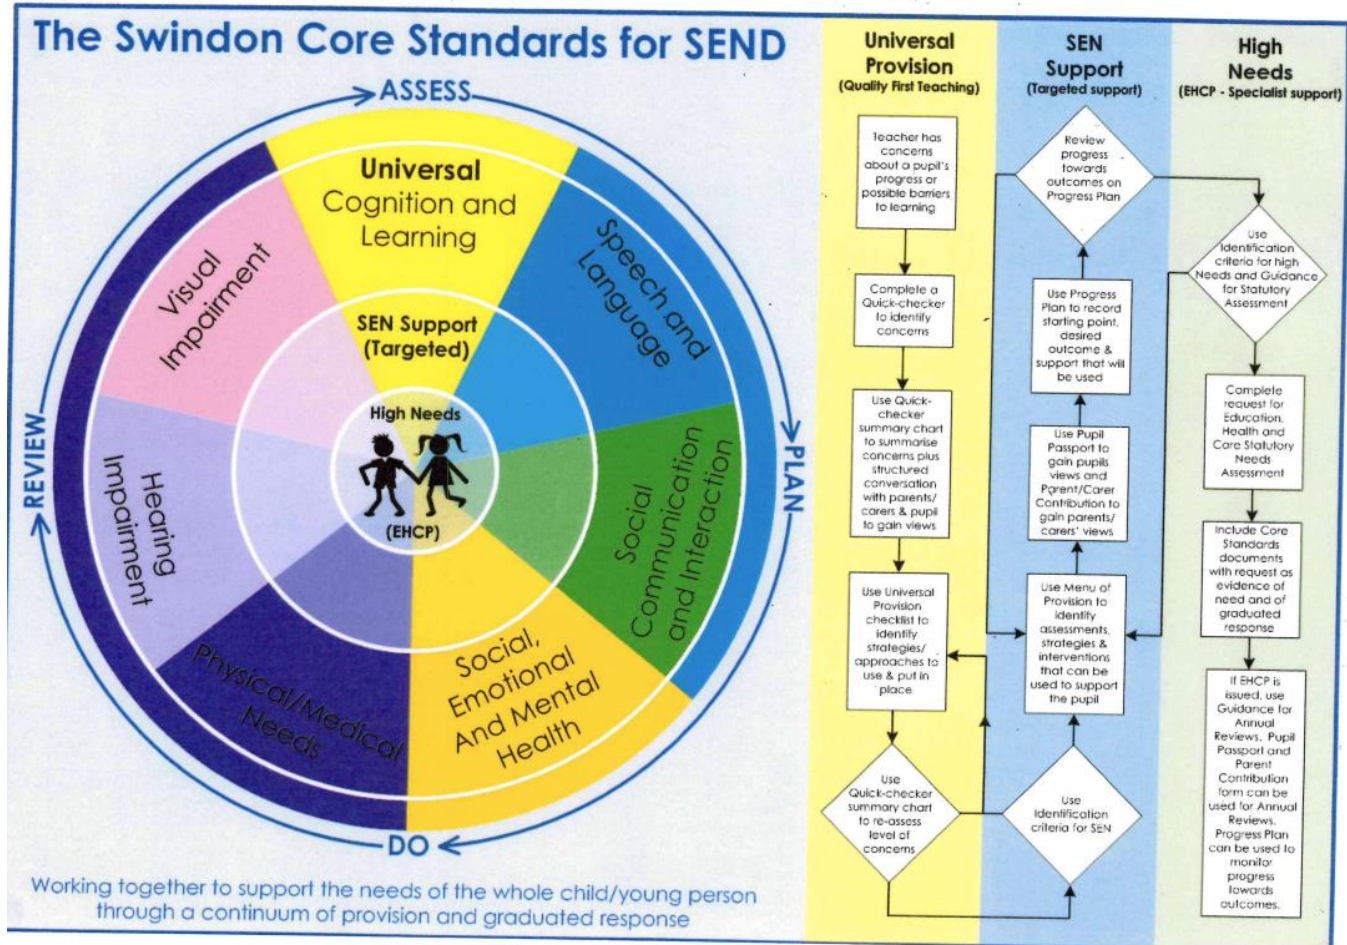 The Swindon Core Standards for SEND
ASSESS
PLAN
DO
REVIEW
Universal
Cognition and
Learning
SEN Support
(Targeted)
High Needs
(EHCP)
Speech and
Language
Social
Communication
and Interaction
Social,
Emotional
And Mental
Health
Physical/Medical
Needs
Hearing
Impairment
Visual
Impairment
Working together to support the needs of the whole child/young person
through a continuum of provision and graduated response
Universal
Provision
(Quality First Teaching)
Teacher has
concerns
about a pupil's
progress or
possible barriers
to learning
Complete a
Quick-checker
to identify
concerns
Use Quick-
checker
summary chart
to summarise
concerns plus
structured
conversation
with parents/
carers & pupil
to gain views
Use Universal
Provision
checklist to
identify
strategies/
approaches to
use & put in
place
Use
Quick-checker
summary chart
to re-assess
level of
concerns
SEN
Support
(Targeted support)
Review
progress
towards
outcomes on
Progress Plan
Use Progress
Plan to record
starting point,
desired
outcome &
support that will
be used
Use Pupil
Passport to
gain pupils
views and
Parent/Carer
Contribution to
gain parents/
carers' views
Use Menu of
Provision to
identify
assessments,
strategies &
interventions
that can be
used to support
the pupil
Use
Identification
criteria for SEN
High
Needs
(EHCP - Specialist support)
Use
Identification
criteria for high
Needs and Guidance
for Statutory
Assessment
Complete
request for
Education,
Health and
Care Statutory
Needs
Assessment
Include Core
Standards
documents
with request as
evidence of
need and of
graduated
response
If EHCP is
issued, use
Guidance for
Annual
Reviews. Pupil
Passport and
Parent
Contribution
form can be
used for Annual
Reviews.
Progress Plan
can be used to
monitor
progress
towards
outcomes.